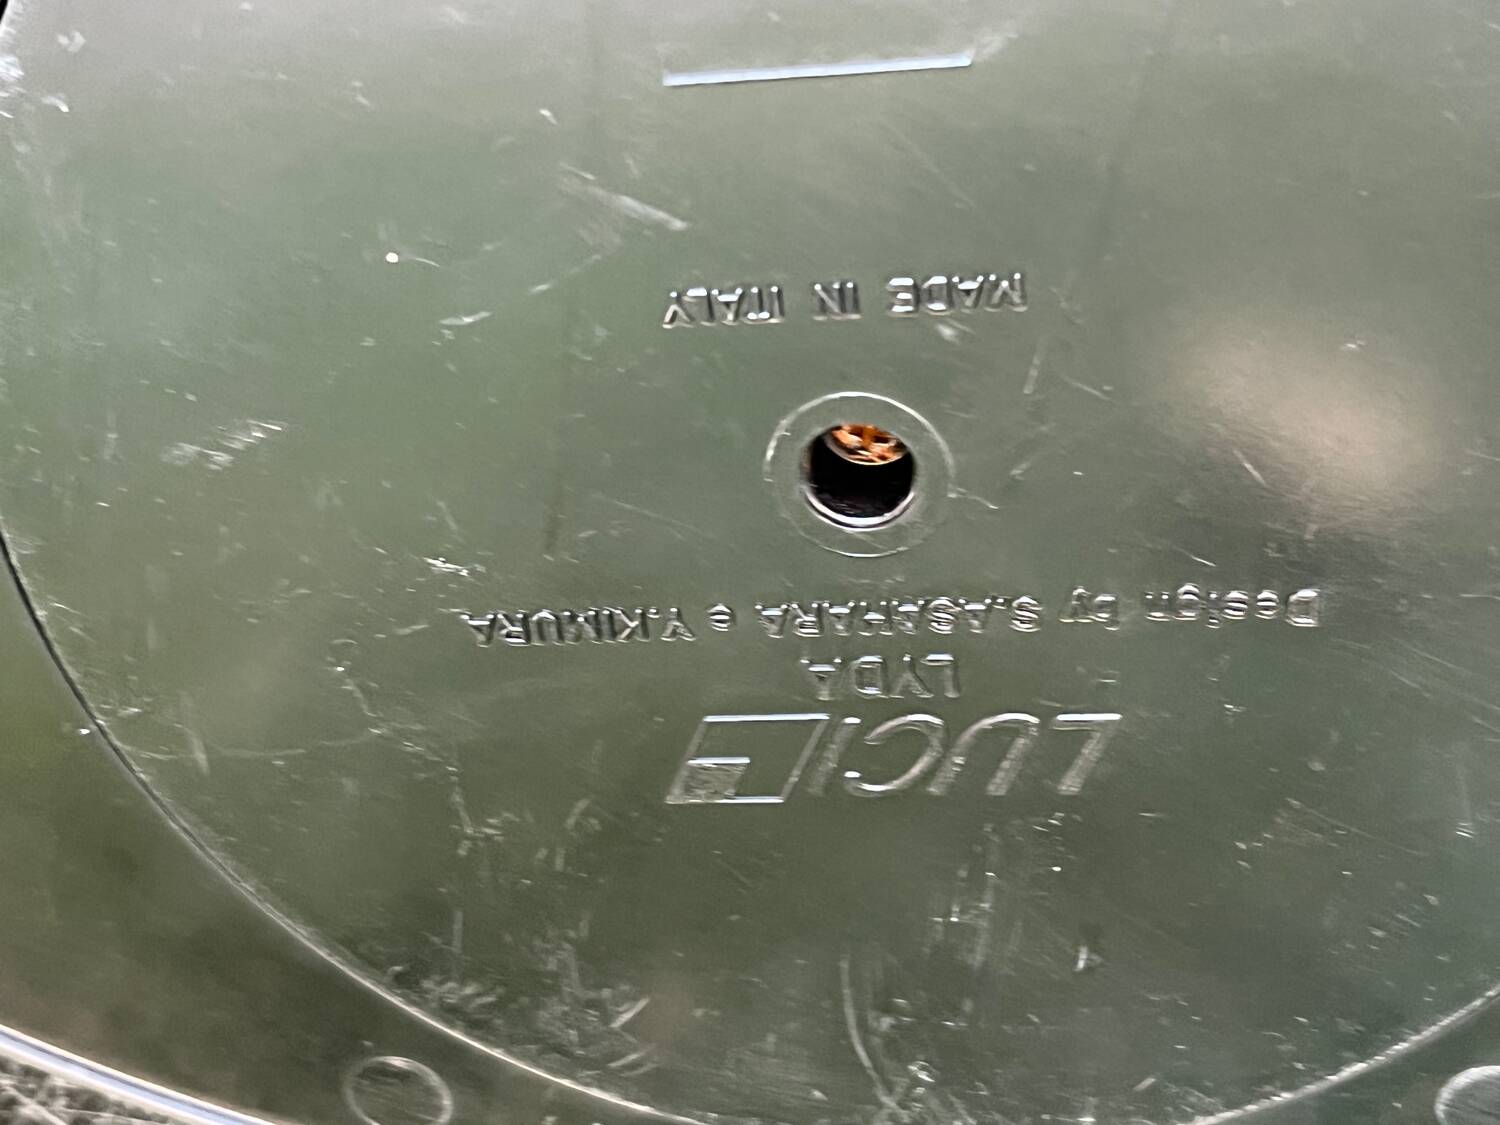 LUCI
LYDA
Design by S.ASAHARA e Y.KIMURA
MADE IN ITALY